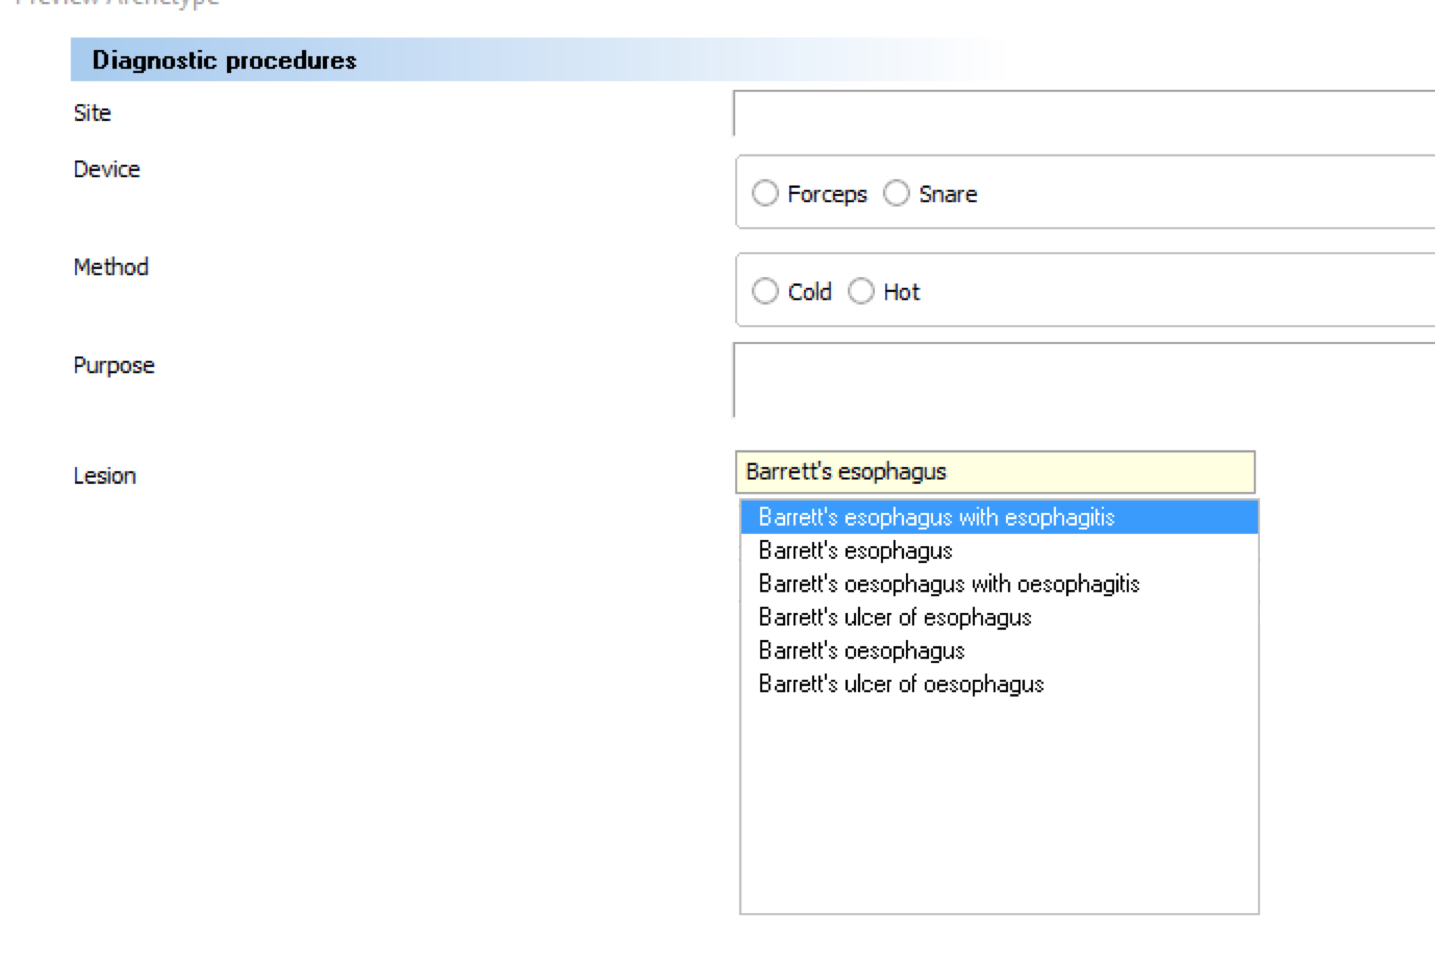 Preview Archetype
Diagnostic procedures
Site
Device
Forceps Snare
Method
Cold Hot
Purpose
Lesion
Barrett's esophagus
Barrett's esophagus with esophagitis
Barrett's esophagus
Barrett's oesophagus with oesophagitis
Barrett's ulcer of esophagus
Barrett's oesophagus
Barrett's ulcer of oesophagus